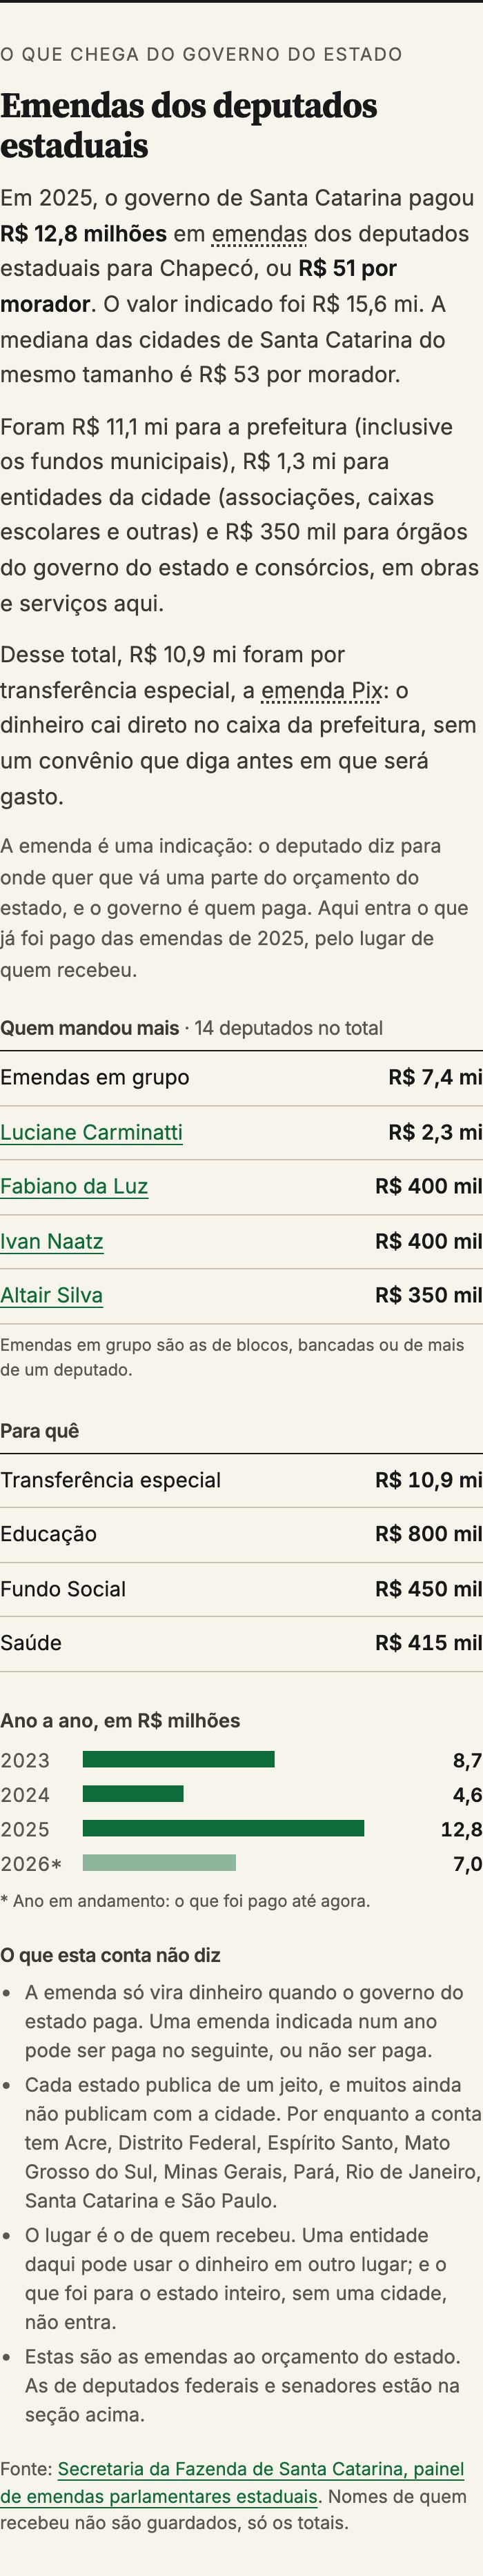 O QUE CHEGA DO GOVERNO DO ESTADO
Emendas dos deputados
estaduais
Em 2025, o governo de Santa Catarina pagou
R$ 12,8 milhões em emendas dos deputados
estaduais para Chapecó, ou R$ 51 por
morador. O valor indicado foi R$ 15,6 mi. A
mediana das cidades de Santa Catarina do
mesmo tamanho é R$ 53 por morador.
Foram R$ 11,1 mi para a prefeitura (inclusive
os fundos municipais), R$ 1,3 mi para
entidades da cidade (associações, caixas
escolares e outras) e R$ 350 mil para órgãos
do governo do estado e consórcios, em obras
e serviços aqui.
Desse total, R$ 10,9 mi foram por
transferência especial, a emenda Pix: o
dinheiro cai direto no caixa da prefeitura, sem
um convênio que diga antes em que será
gasto.
A emenda é uma indicação: o deputado diz para
onde quer que vá uma parte do orçamento do
estado, e o governo é quem paga. Aqui entra o que
já foi pago das emendas de 2025, pelo lugar de
quem recebeu.
Quem mandou mais · 14 deputados no total
Emendas em grupo R$ 7,4 mi
Luciane Carminatti R$ 2,3 mi
Fabiano da Luz R$ 400 mil
Ivan Naatz R$ 400 mil
Altair Silva R$ 350 mil
Emendas em grupo são as de blocos, bancadas ou de mais
de um deputado.
Para quê
Transferência especial R$ 10,9 mi
Educação R$ 800 mil
Fundo Social R$ 450 mil
Saúde R$ 415 mil
Ano a ano, em R$ milhões
2023 8,7
2024 4,6
2025 12,8
2026* 7,0
* Ano em andamento: o que foi pago até agora.
O que esta conta não diz
• A emenda só vira dinheiro quando o governo do
estado paga. Uma emenda indicada num ano
pode ser paga no seguinte, ou não ser paga.
• Cada estado publica de um jeito, e muitos ainda
não publicam com a cidade. Por enquanto a conta
tem Acre, Distrito Federal, Espírito Santo, Mato
Grosso do Sul, Minas Gerais, Pará, Rio de Janeiro,
Santa Catarina e São Paulo.
• O lugar é o de quem recebeu. Uma entidade
daqui pode usar o dinheiro em outro lugar; e o
que foi para o estado inteiro, sem uma cidade,
não entra.
• Estas são as emendas ao orçamento do estado.
As de deputados federais e senadores estão na
seção acima.
Fonte: Secretaria da Fazenda de Santa Catarina, painel
de emendas parlamentares estaduais. Nomes de quem
recebeu não são guardados, só os totais.